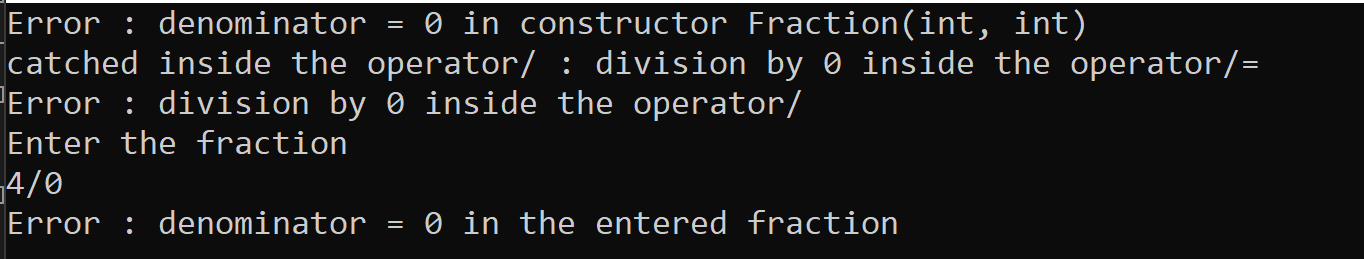 Error : denominator = 0 in constructor Fraction(int, int)
catched inside the operator/ : division by 0 inside the operator/=
Error : division by 0 inside the operator/
Enter the fraction
4/0
Error : denominator = 0 in the entered fraction